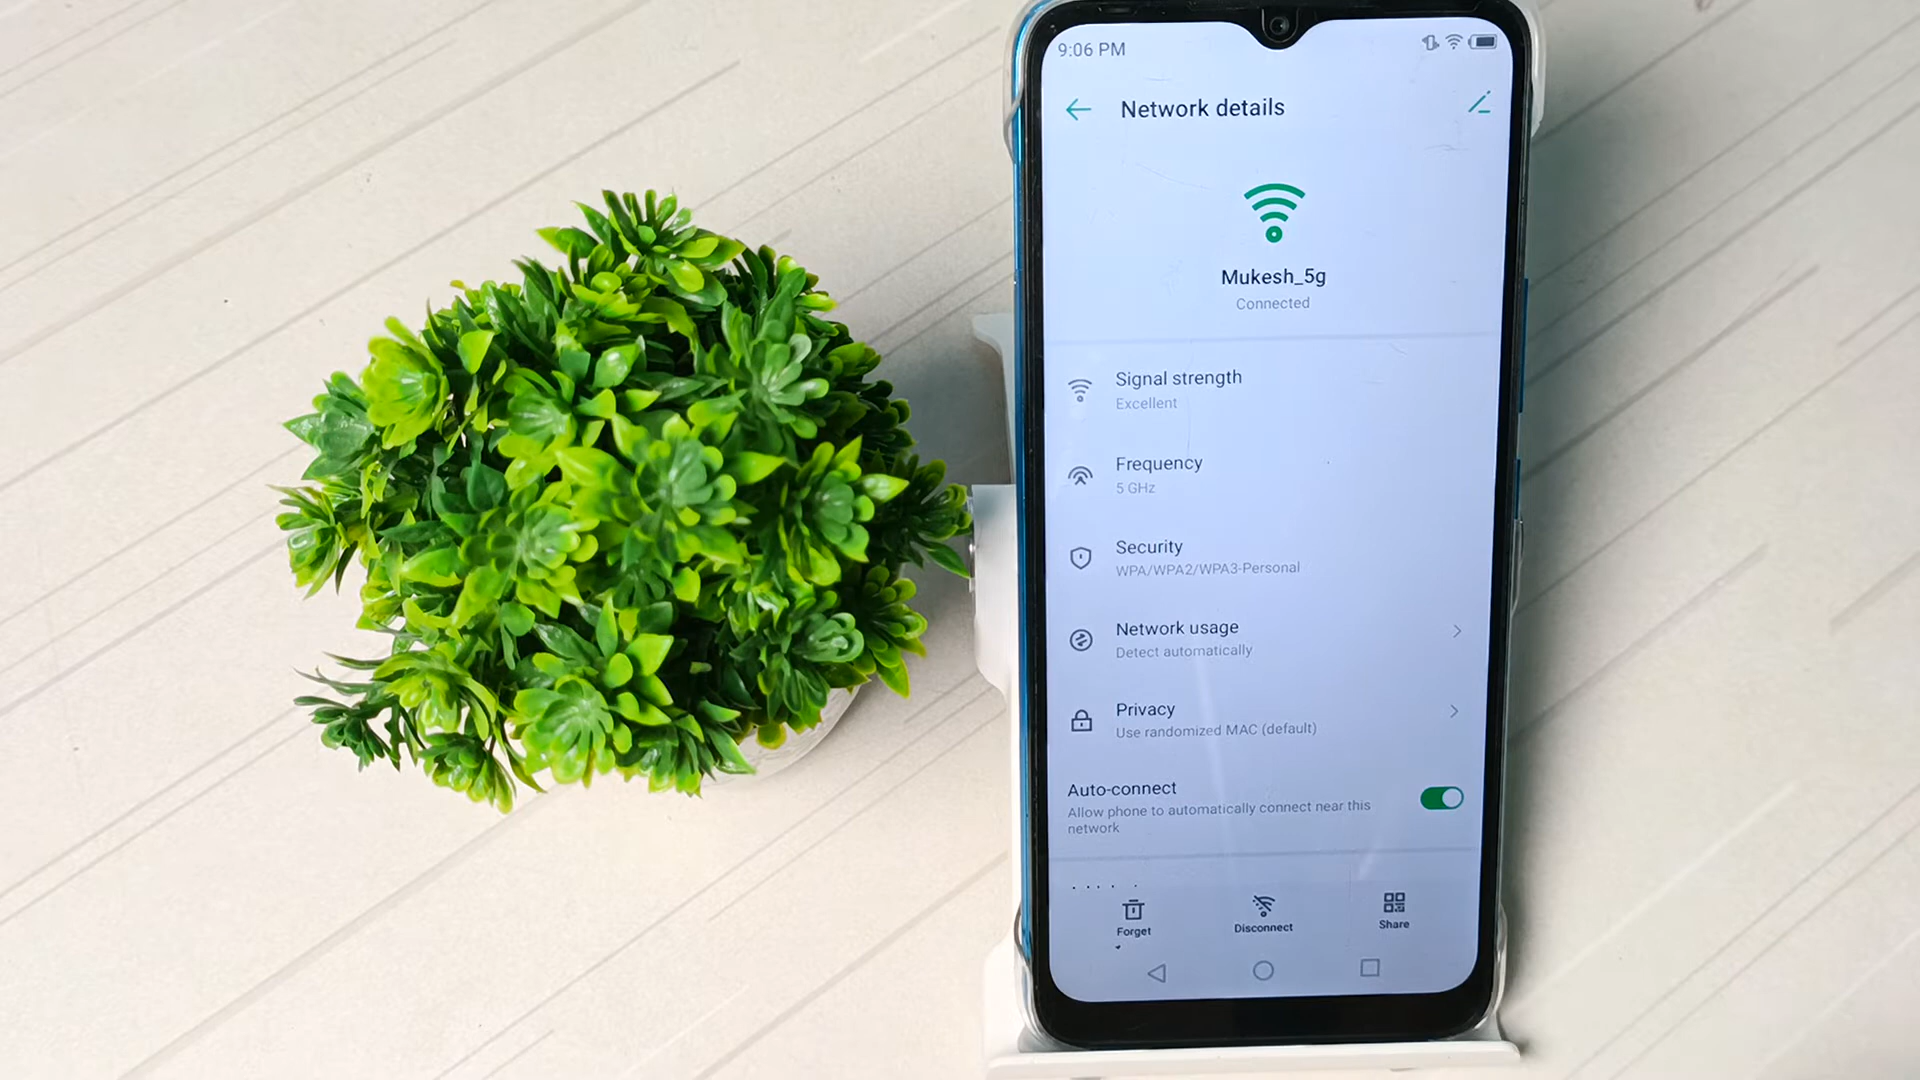 9:06 PM
Network details
Mukesh_5g
Connected
Signal strength
Excellent
Frequency
5 GHz
Security
WPA/WPA2/WPA3-Personal
Network usage
Detect automatically
Privacy
Use randomized MAC (default)
Auto-connect
Allow phone to automatically connect near this
network
Forget
Disconnect
Share